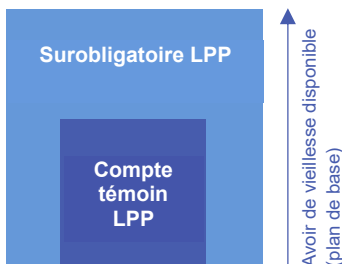 Surobligatoire LPP
Compte
témoin
LPP
Avoir de vieillesse disponible
(plan de base)